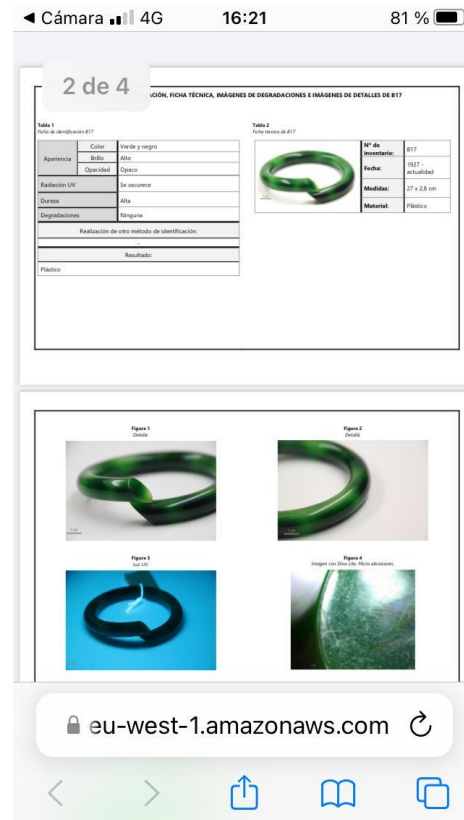 Cámara 4G 16:21 81 %
2 de 4
ACIÓN, FICHA TÉCNICA, IMÁGENES DE DEGRADACIONES E IMÁGENES DE DETALLES DE B17
Tabla 1
Ficha de identificación B17
Apariencia
Color Verde y negro
Brillo Alto
Opacidad Opaco
Radiación UV Se oscurece
Dureza Alta
Degradaciones Ninguna
Realización de otro método de identificación:
-
Resultado:
Plástico
Tabla 2
Ficha técnica de B17
Nº de inventario: B17
Fecha: 1927 - actualidad
Medidas: 27 x 2,8 cm
Material: Plástico
Figura 1
Detalle
Figura 2
Detalle
Figura 3
Luz UV
Figura 4
Imagen con Dino Lite. Micro abrasiones.
eu-west-1.amazonaws.com